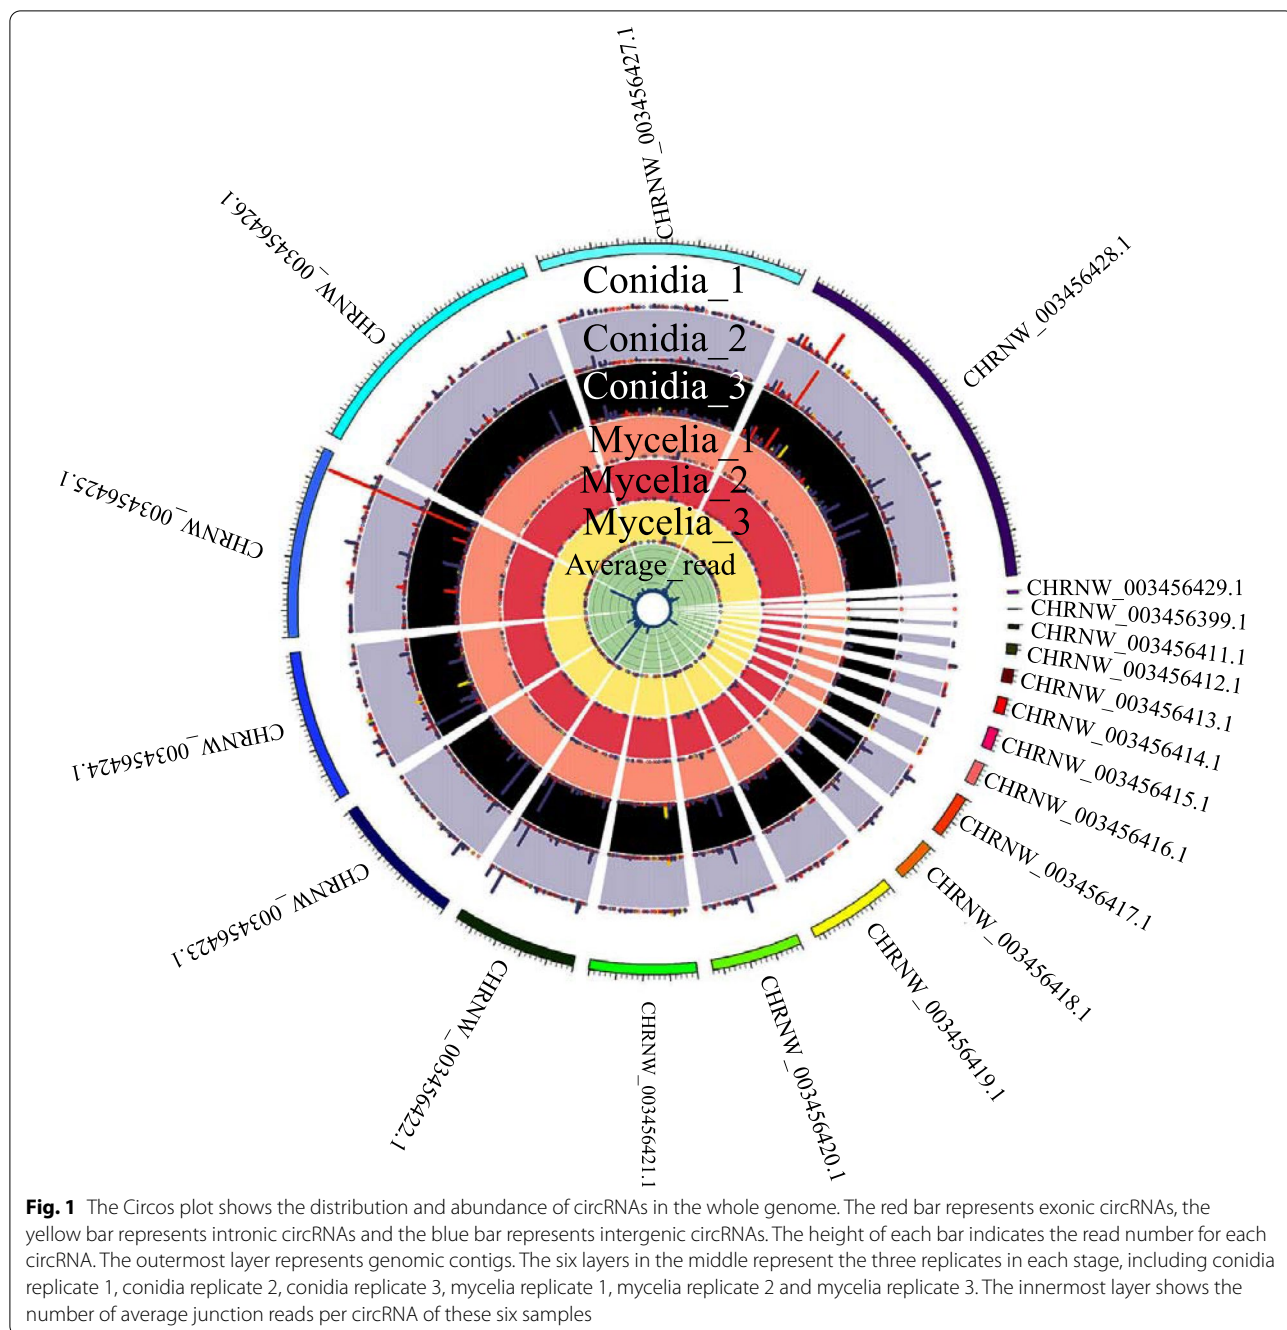 CHRNW_003456427.1
CHRNW_003456426.1
CHRNW_003456428.1
Conidia_1
Conidia_2
Conidia_3
Mycelia_1
Mycelia_2
Mycelia_3
Average_read
CHRNW_003456425.1
CHRNW_003456429.1
CHRNW_003456399.1
CHRNW_003456411.1
CHRNW_003456412.1
CHRNW_003456413.1
CHRNW_003456414.1
CHRNW_003456415.1
CHRNW_003456416.1
CHRNW_003456417.1
CHRNW_003456418.1
CHRNW_003456419.1
CHRNW_003456420.1
CHRNW_003456421.1
CHRNW_003456422.1
CHRNW_003456423.1
CHRNW_003456424.1
Fig. 1 The Circos plot shows the distribution and abundance of circRNAs in the whole genome. The red bar represents exonic circRNAs, the
yellow bar represents intronic circRNAs and the blue bar represents intergenic circRNAs. The height of each bar indicates the read number for each
circRNA. The outermost layer represents genomic contigs. The six layers in the middle represent the three replicates in each stage, including conidia
replicate 1, conidia replicate 2, conidia replicate 3, mycelia replicate 1, mycelia replicate 2 and mycelia replicate 3. The innermost layer shows the
number of average junction reads per circRNA of these six samples